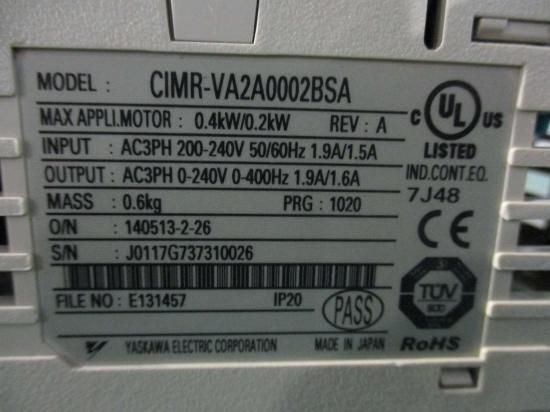 MODEL : CIMR-VA2A0002BSA
MAX APPLI.MOTOR : 0.4kW/0.2kW REV : A
INPUT : AC3PH 200-240V 50/60Hz 1.9A/1.5A
OUTPUT : AC3PH 0-240V 0-400Hz 1.9A/1.6A
MASS : 0.6kg PRG : 1020
O/N : 140513-2-26
S/N : J0117G737310026
FILE NO : E131457 IP20
PASS
YASKAWA ELECTRIC CORPORATION MADE IN JAPAN
C UL US
LISTED
IND.CONT.EQ.
7J48
CE
TÜV
RoHS